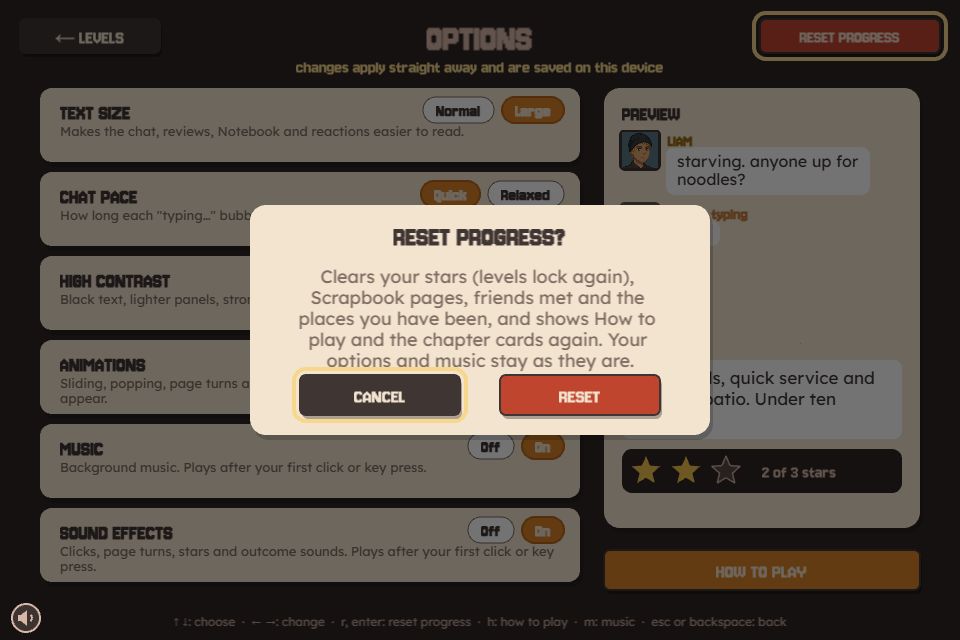 ← LEVELS
OPTIONS
RESET PROGRESS
changes apply straight away and are saved on this device
TEXT SIZE
Normal
Large
Makes the chat, reviews, Notebook and reactions easier to read.
CHAT PACE
Quick
Relaxed
How long each "typing…" bubb
HIGH CONTRAST
Black text, lighter panels, stron
ANIMATIONS
Sliding, popping, page turns a
appear.
MUSIC
Off
On
Background music. Plays after your first click or key press.
SOUND EFFECTS
Off
On
Clicks, page turns, stars and outcome sounds. Plays after your first click or key
press.
PREVIEW
LIAM
starving. anyone up for
noodles?
typing
ds, quick service and
patio. Under ten
2 of 3 stars
HOW TO PLAY
RESET PROGRESS?
Clears your stars (levels lock again),
Scrapbook pages, friends met and the
places you have been, and shows How to
play and the chapter cards again. Your
options and music stay as they are.
CANCEL
RESET
↑ ↓: choose · ← →: change · r, enter: reset progress · h: how to play · m: music · esc or backspace: back